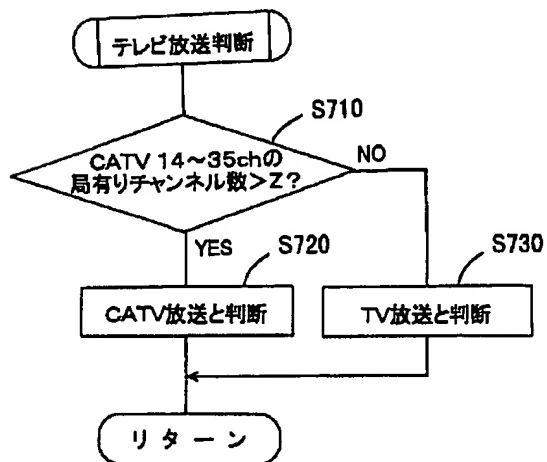 テレビ放送判断
S710
CATV 14～35chの
局有りチャンネル数>Z?
NO
YES
S720
S730
CATV放送と判断
TV放送と判断
リターン